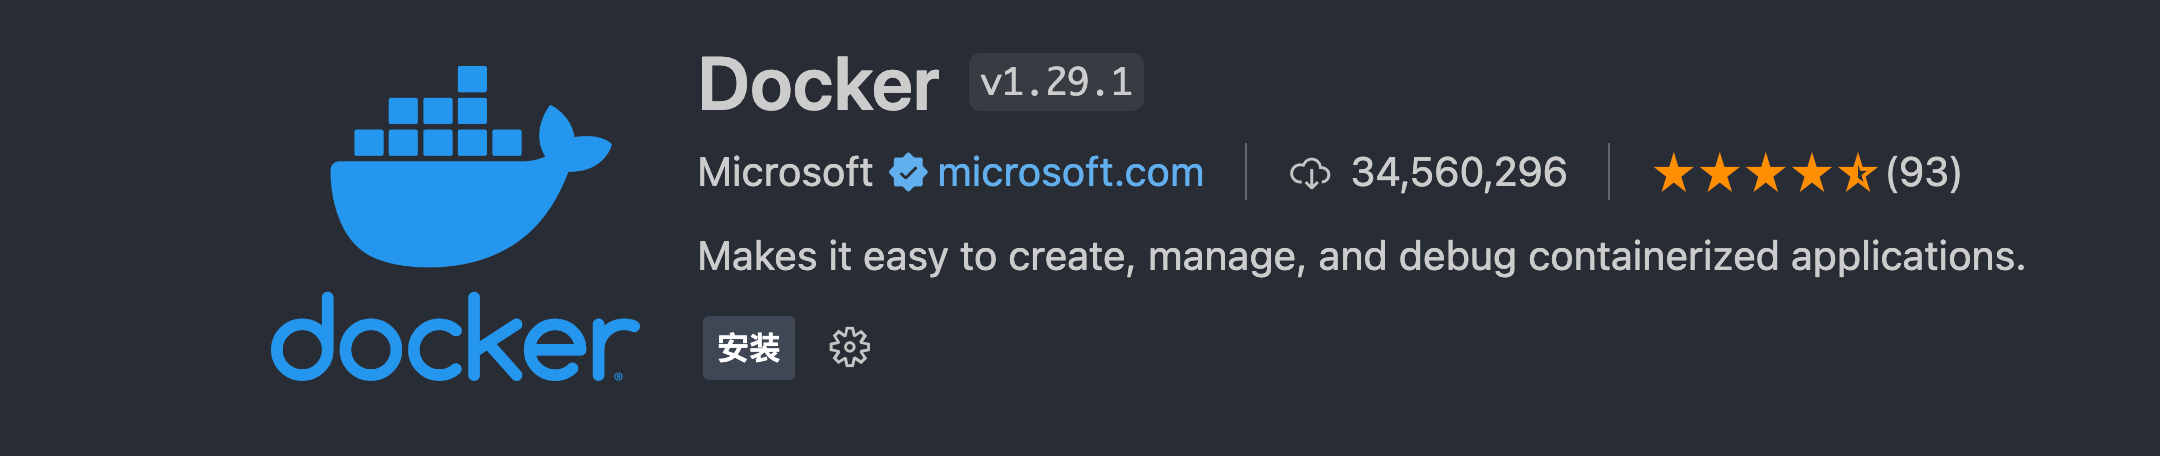 docker®
Docker v1.29.1
Microsoft microsoft.com 34,560,296 (93)
Makes it easy to create, manage, and debug containerized applications.
安装